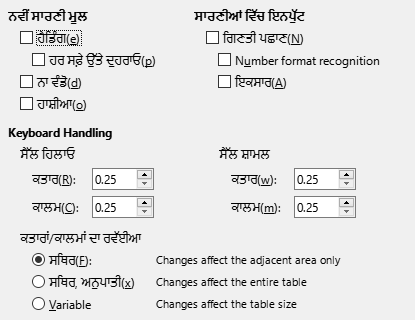 ਨਵੀਂ ਸਾਰਣੀ ਮੂਲ
ਹੈਡਿੰਗ(e)
ਹਰ ਸਫ਼ੇ ਉੱਤੇ ਦੁਹਰਾਓ(p)
ਨਾ ਵੰਡੋ(d)
ਹਾਸ਼ੀਆ(o)
ਸਾਰਣੀਆਂ ਵਿੱਚ ਇਨਪੁੱਟ
ਗਿਣਤੀ ਪਛਾਣ(N)
Number format recognition
ਇਕਸਾਰ(A)
Keyboard Handling
ਸੈੱਲ ਹਿਲਾਓ
ਕਤਾਰ(R): 0.25
ਕਾਲਮ(C): 0.25
ਸੈੱਲ ਸ਼ਾਮਲ
ਕਤਾਰ(w): 0.25
ਕਾਲਮ(m): 0.25
ਕਤਾਰਾਂ/ਕਾਲਮਾਂ ਦਾ ਰਵੱਈਆ
ਸਥਿਰ(F): Changes affect the adjacent area only
ਸਥਿਰ, ਅਨੁਪਾਤੀ(x) Changes affect the entire table
Variable Changes affect the table size